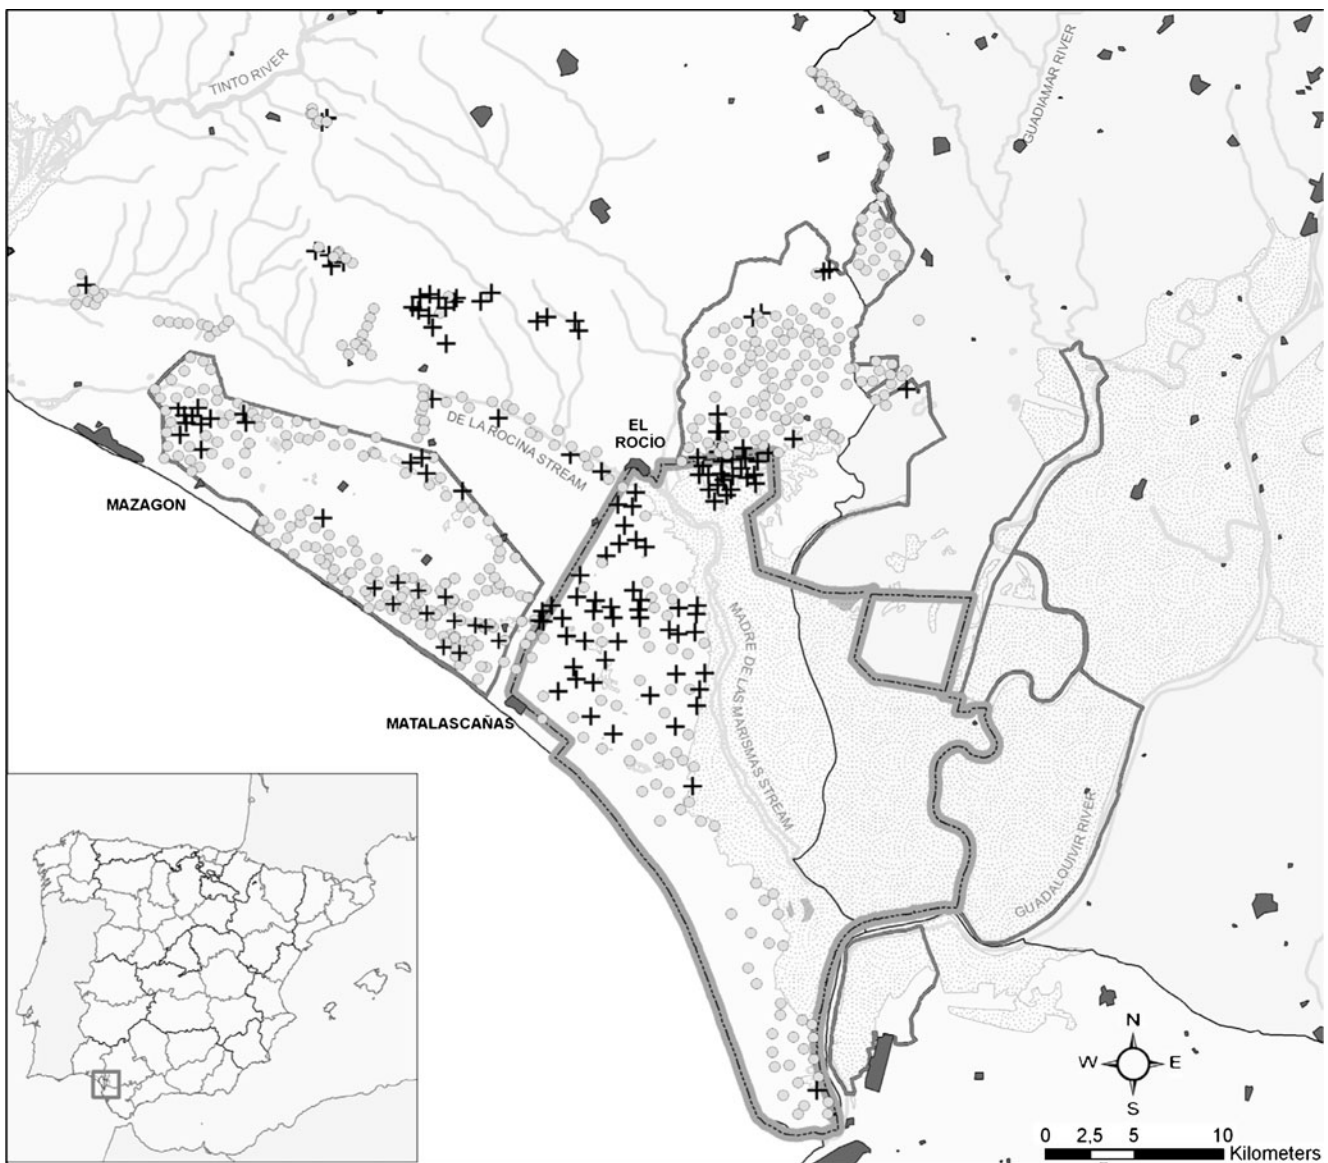 TINTO RIVER
GUADIAMAR RIVER
EL
ROCÍO
DE LA ROCINA STREAM
MAZAGON
MADRE DE LAS MARISMAS STREAM
MATALASCAÑAS
GUADALQUIVIR RIVER
N
W E
S
0 2,5 5 10 Kilometers